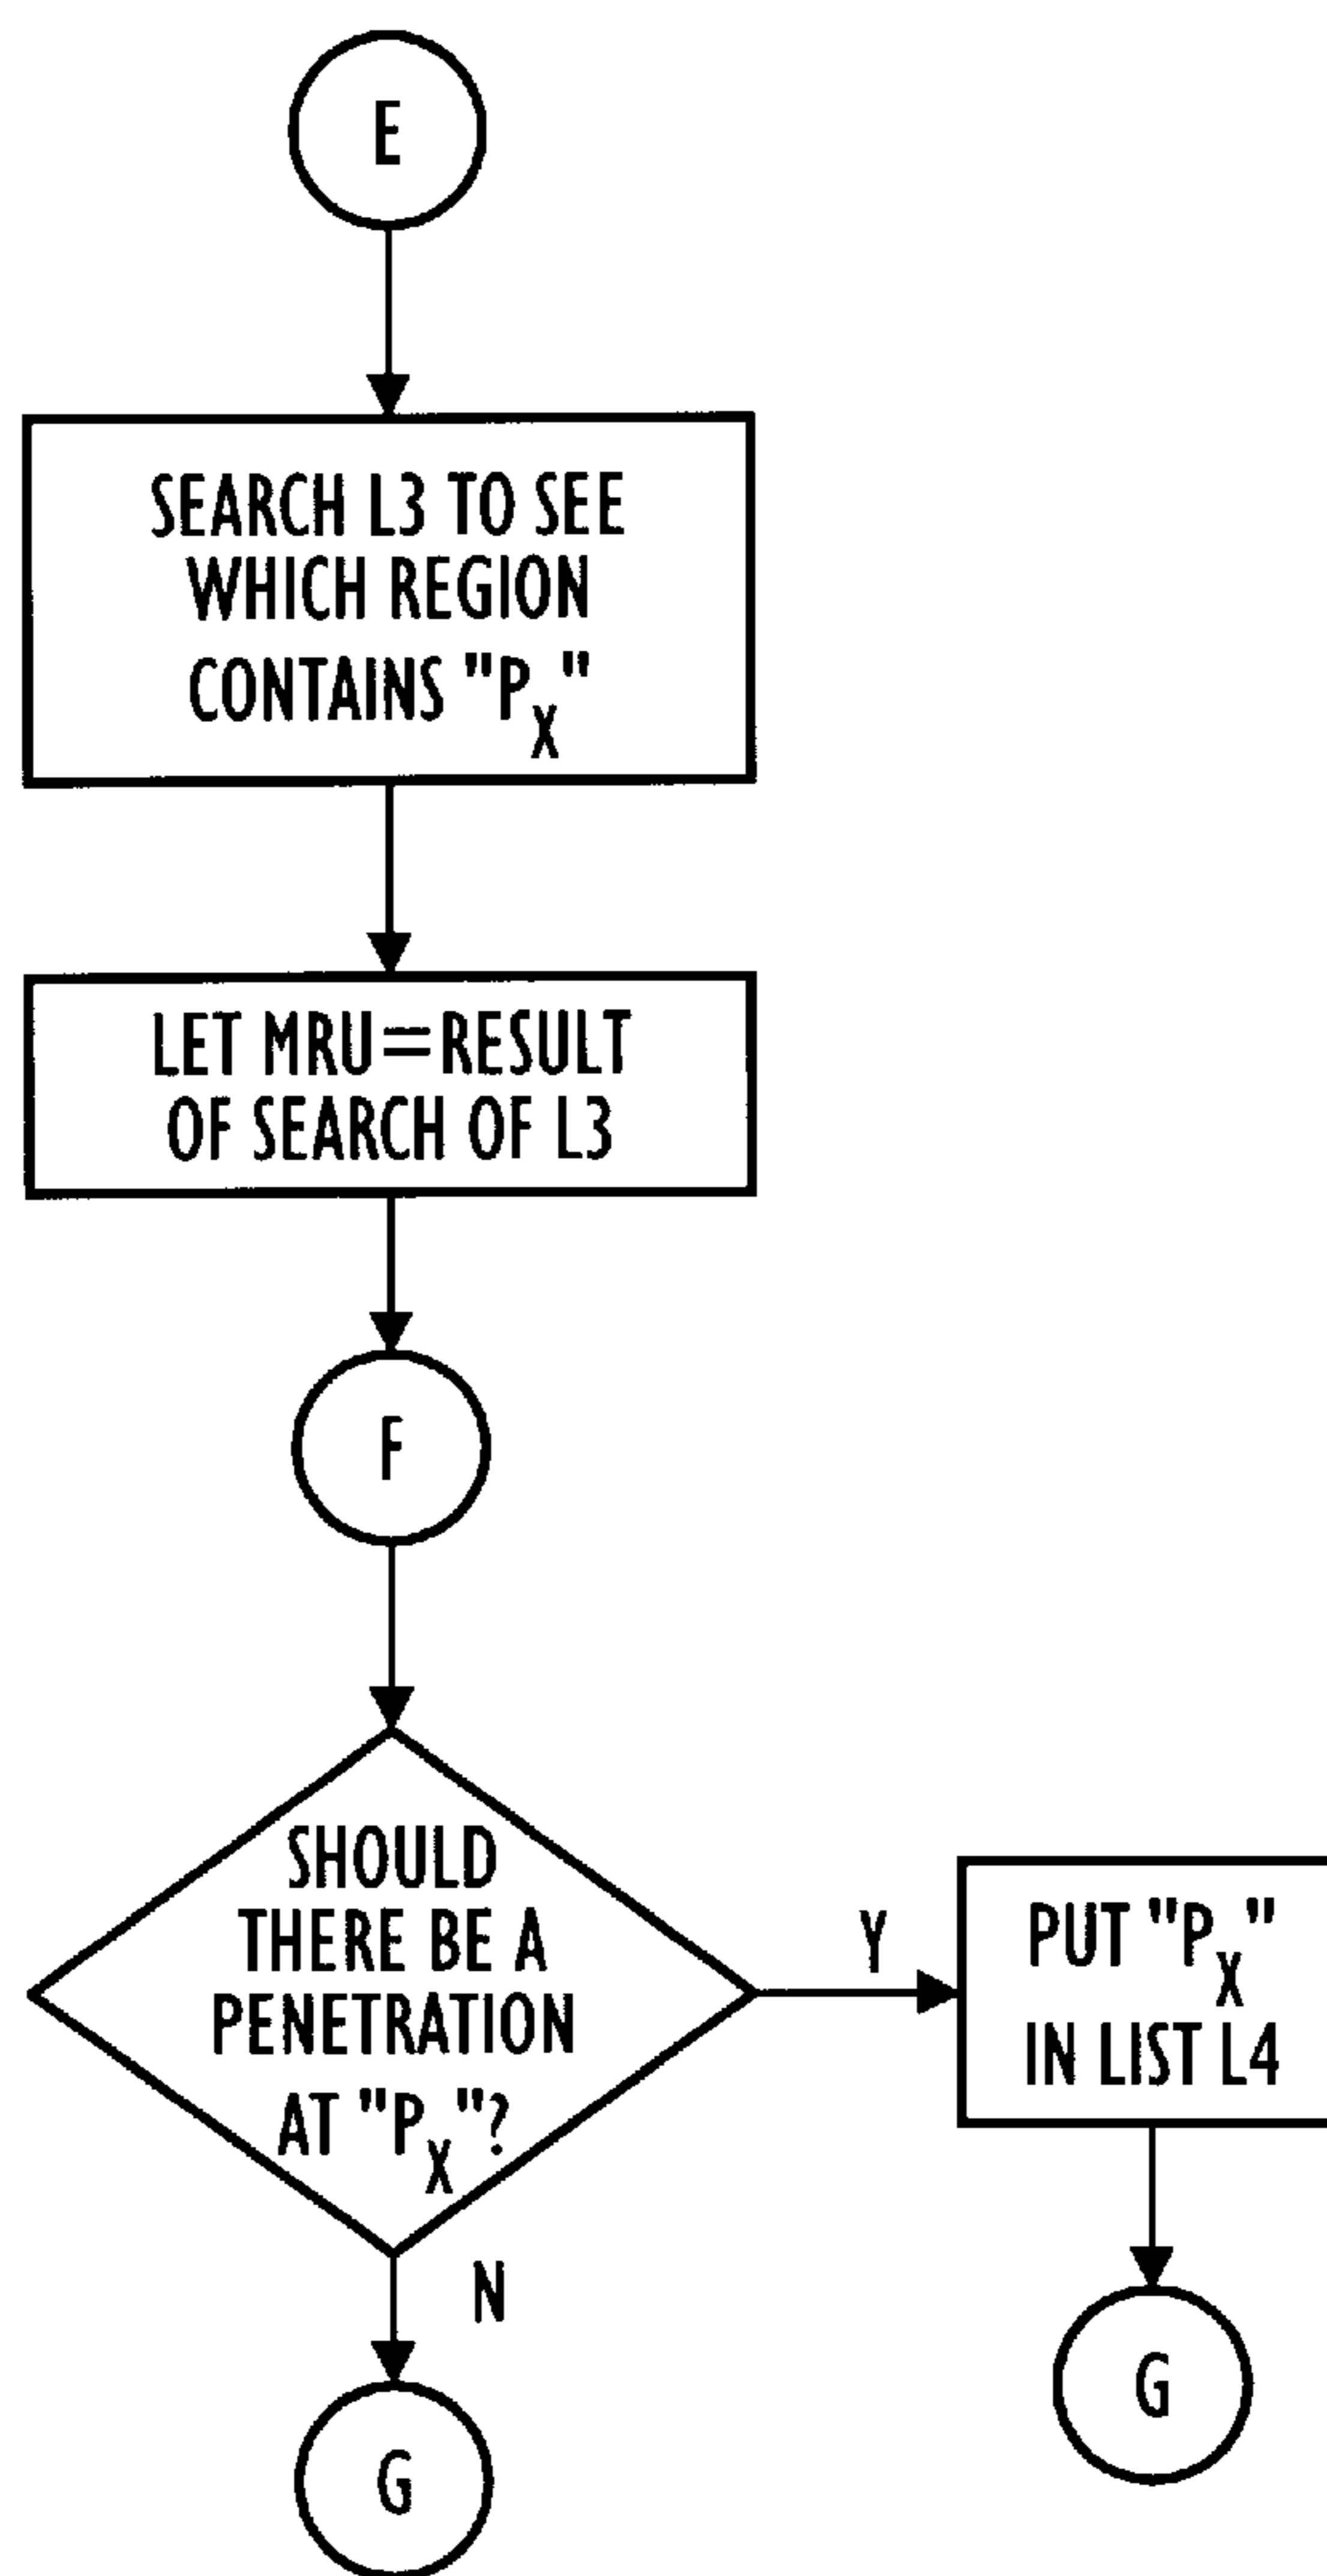 E
SEARCH L3 TO SEE
WHICH REGION
CONTAINS "PX"
LET MRU=RESULT
OF SEARCH OF L3
F
SHOULD
THERE BE A
PENETRATION
AT "PX"?
Y
PUT "PX"
IN LIST L4
N
G
G